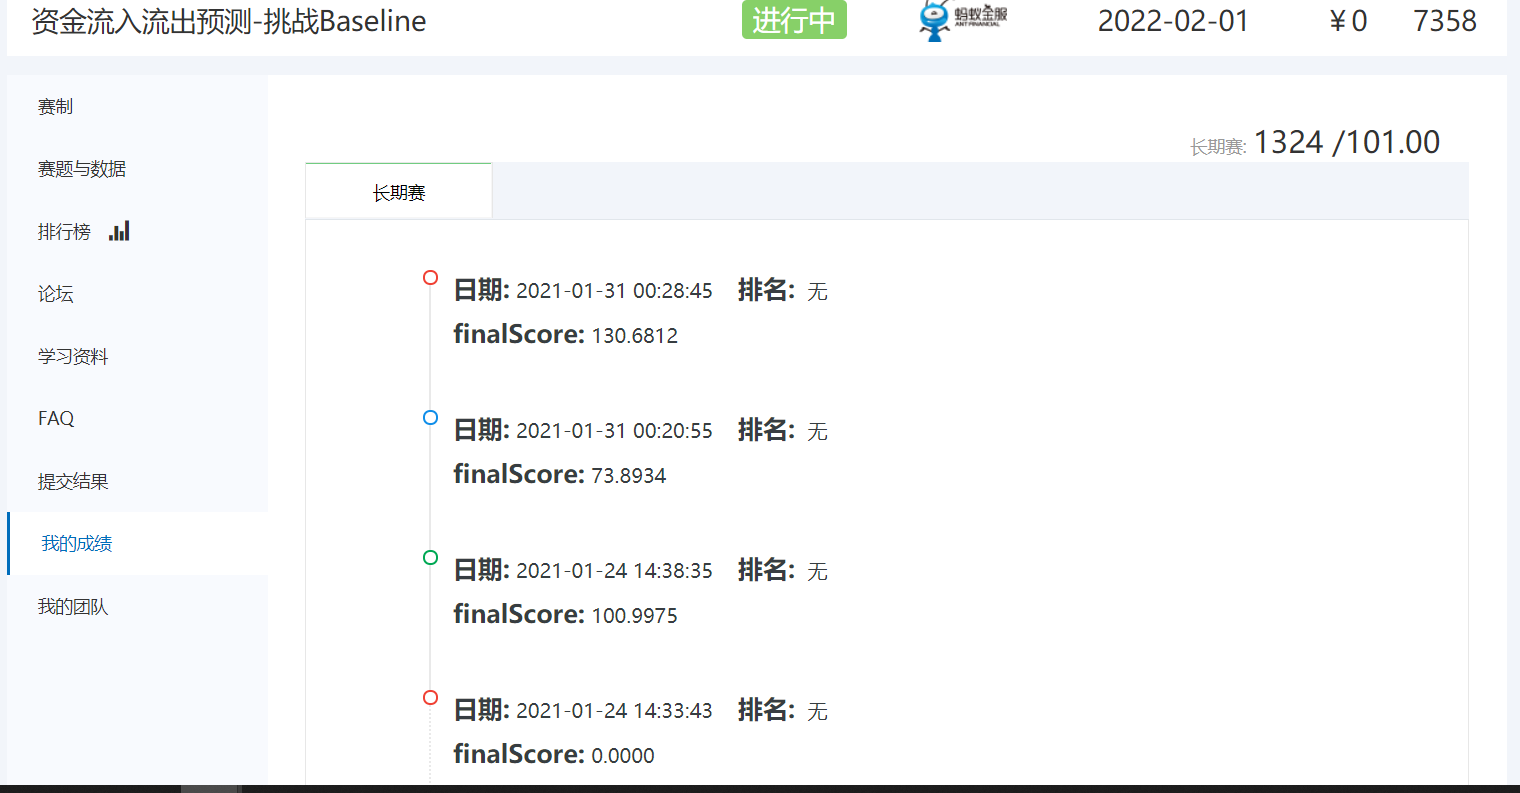 资金流入流出预测-挑战Baseline
进行中
蚂蚁金服
ANT FINANCIAL
2022-02-01
￥0
7358
赛制
赛题与数据
排行榜
论坛
学习资料
FAQ
提交结果
我的成绩
我的团队
长期赛: 1324 /101.00
长期赛
日期: 2021-01-31 00:28:45 排名: 无
finalScore: 130.6812
日期: 2021-01-31 00:20:55 排名: 无
finalScore: 73.8934
日期: 2021-01-24 14:38:35 排名: 无
finalScore: 100.9975
日期: 2021-01-24 14:33:43 排名: 无
finalScore: 0.0000